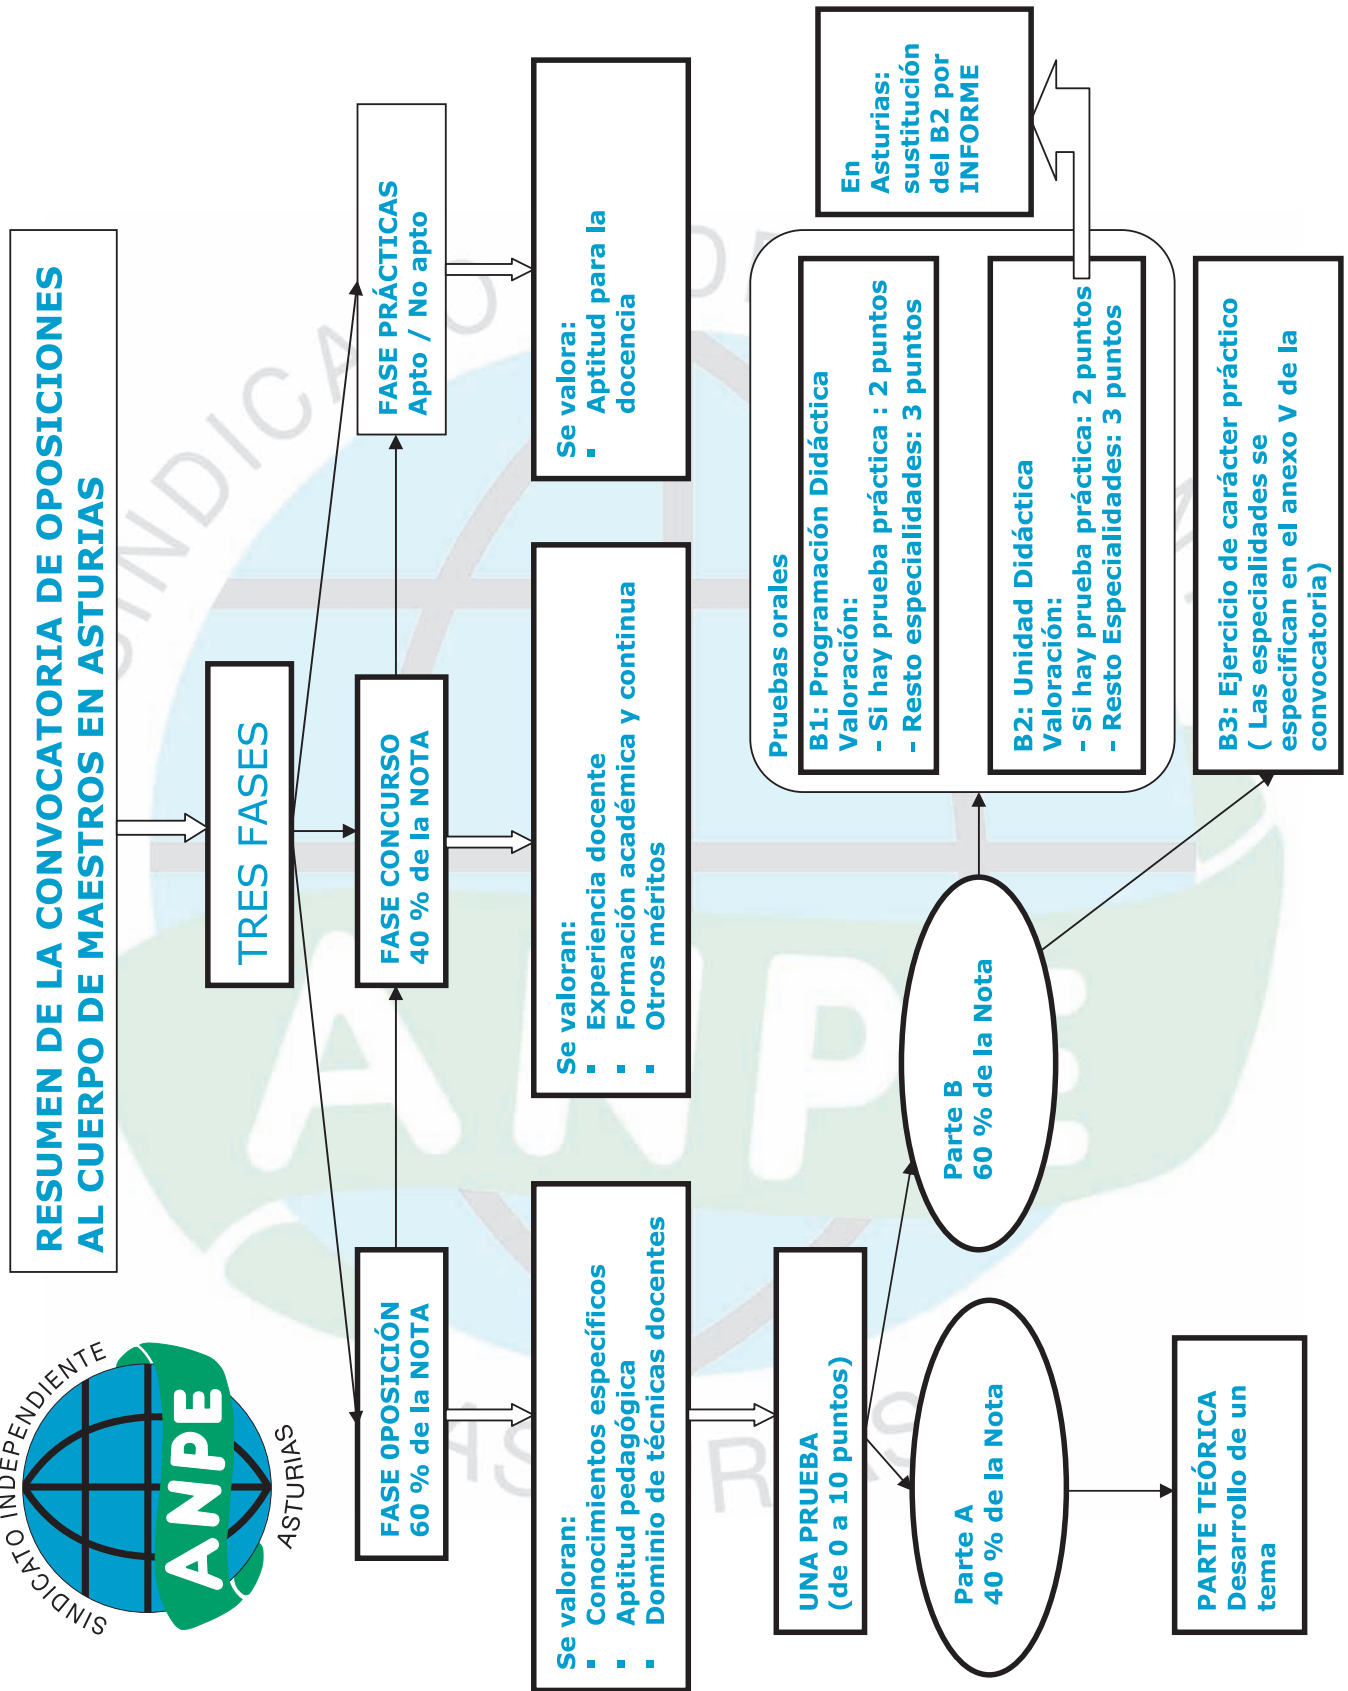 SINDICATO INDEPENDIENTE
ANPE
ASTURIAS
RESUMEN DE LA CONVOCATORIA DE OPOSICIONES
AL CUERPO DE MAESTROS EN ASTURIAS
TRES FASES
FASE 0POSICIÓN
60 % de la NOTA
FASE CONCURSO
40 % de la NOTA
FASE PRÁCTICAS
Apto / No apto
Se valoran:
▪ Conocimientos específicos
▪ Aptitud pedagógica
▪ Dominio de técnicas docentes
Se valoran:
▪ Experiencia docente
▪ Formación académica y continua
▪ Otros méritos
Se valora:
▪ Aptitud para la
docencia
UNA PRUEBA
(de 0 a 10 puntos)
Parte A
40 % de la Nota
Parte B
60 % de la Nota
PARTE TEÓRICA
Desarrollo de un
tema
Pruebas orales
B1: Programación Didáctica
Valoración:
– Si hay prueba práctica : 2 puntos
– Resto especialidades: 3 puntos
B2: Unidad Didáctica
Valoración:
– Si hay prueba práctica: 2 puntos
– Resto Especialidades: 3 puntos
En
Asturias:
sustitución
del B2 por
INFORME
B3: Ejercicio de carácter práctico
( Las especialidades se
especifican en el anexo V de la
convocatoria)